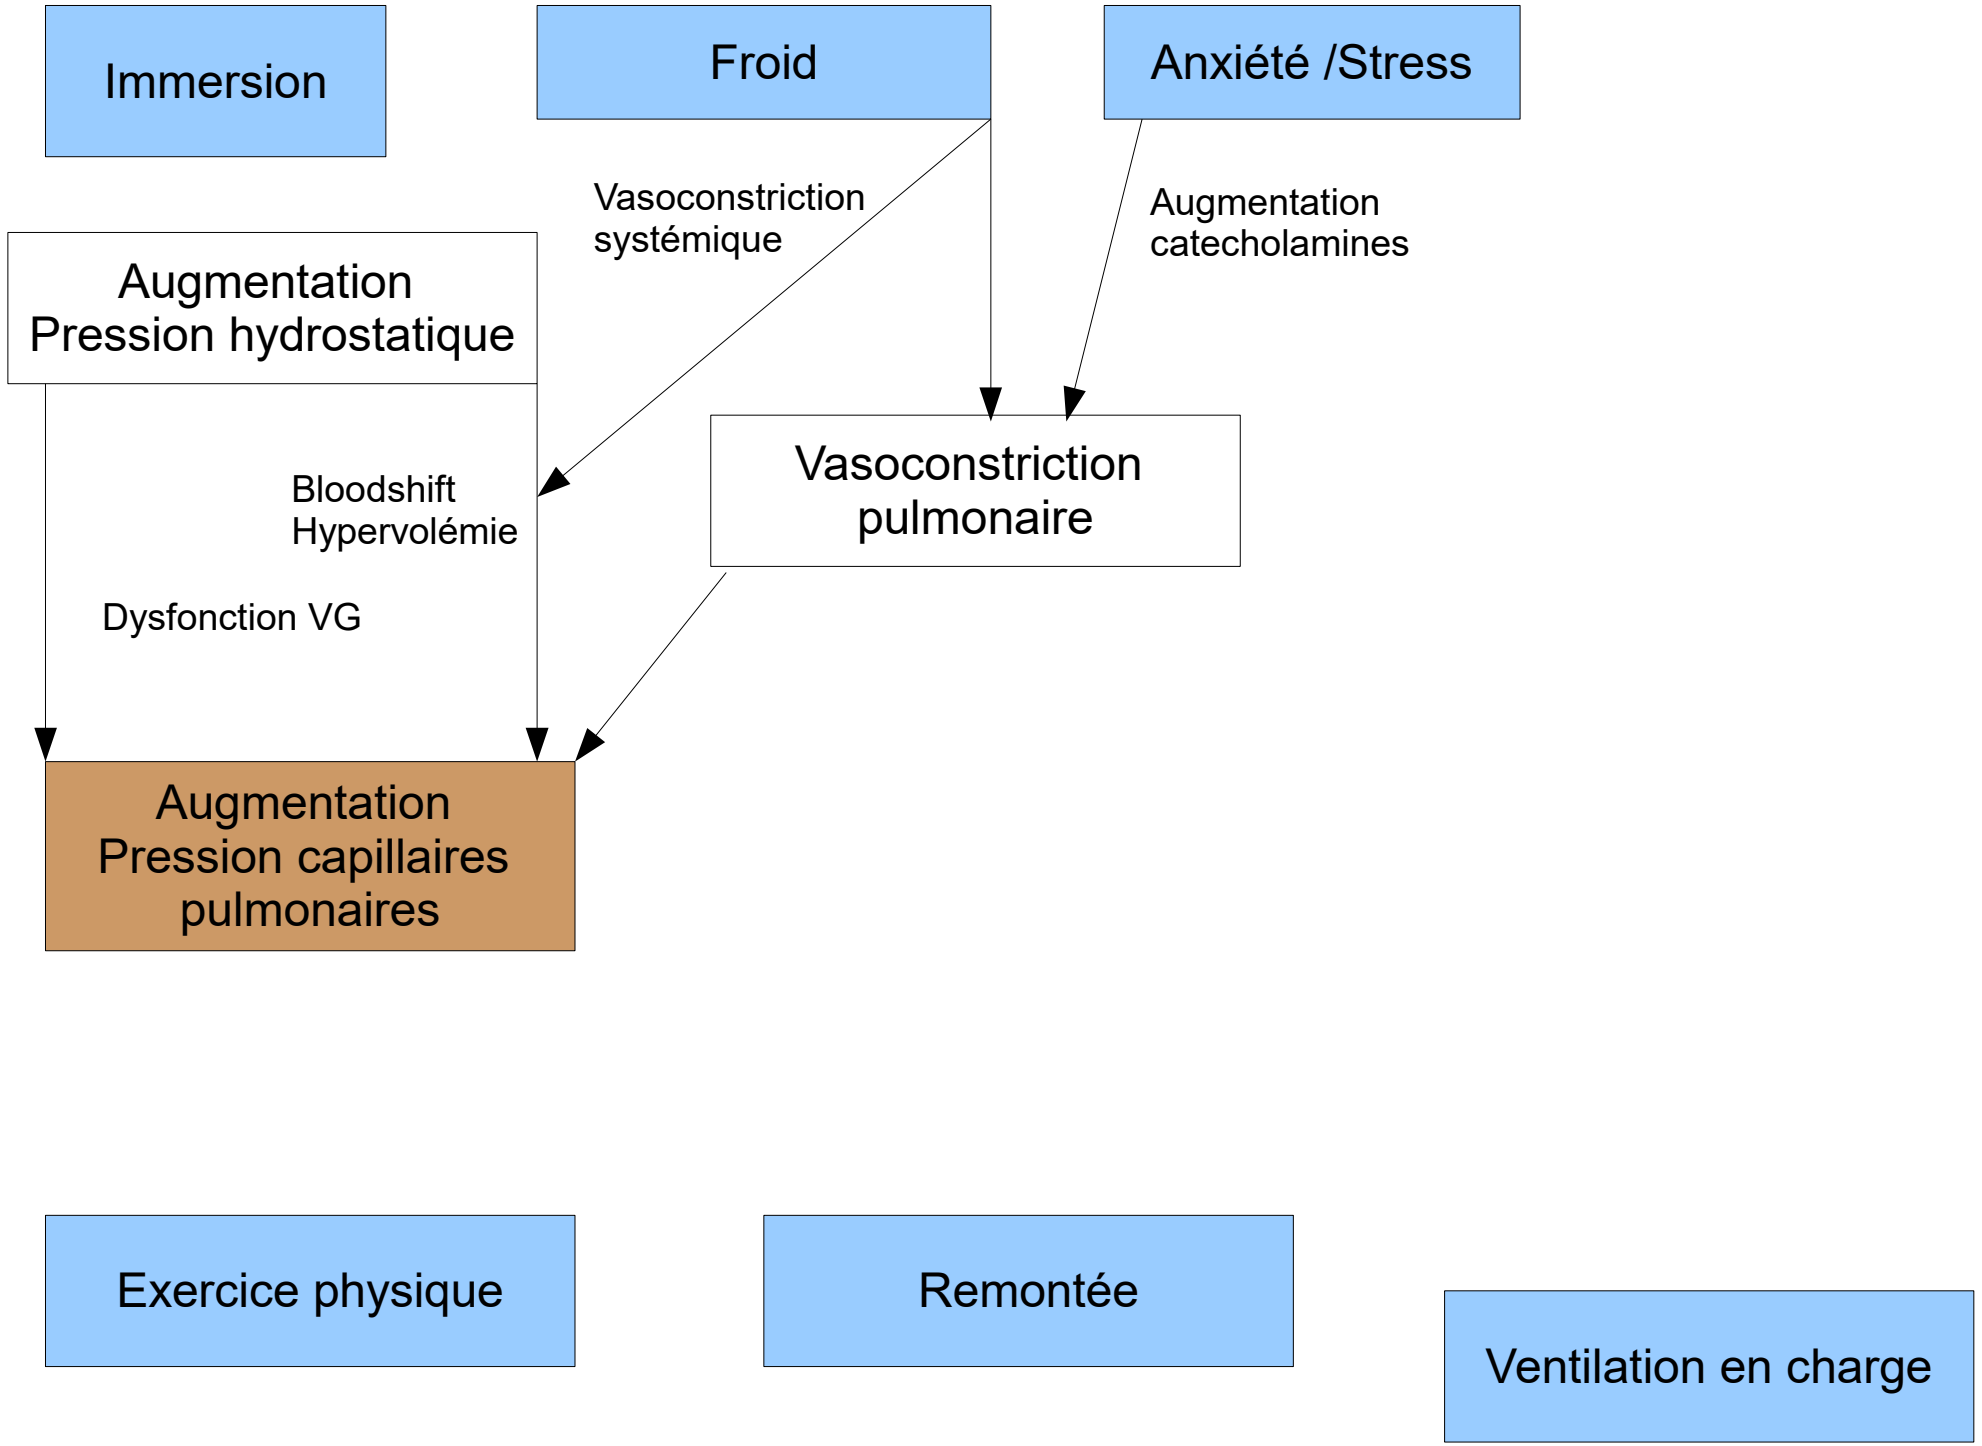 Immersion
Froid
Anxiété /Stress
Vasoconstriction
systémique
Augmentation
catecholamines
Augmentation
Pression hydrostatique
Vasoconstriction
pulmonaire
Bloodshift
Hypervolémie
Dysfonction VG
Augmentation
Pression capillaires
pulmonaires
Exercice physique
Remontée
Ventilation en charge